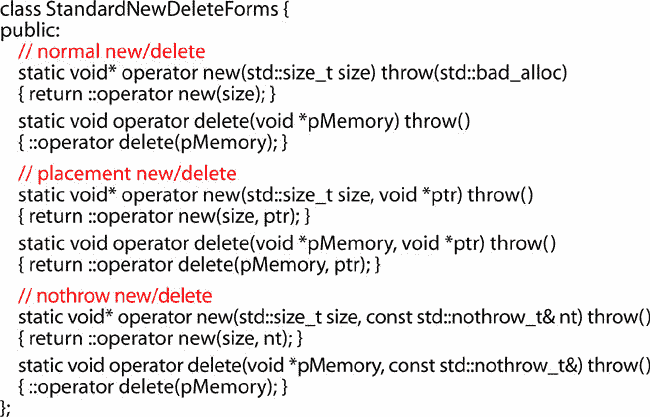 class StandardNewDeleteForms {
public:
// normal new/delete
static void* operator new(std::size_t size) throw(std::bad_alloc)
{ return ::operator new(size); }
static void operator delete(void *pMemory) throw()
{ ::operator delete(pMemory); }
// placement new/delete
static void* operator new(std::size_t size, void *ptr) throw()
{ return ::operator new(size, ptr); }
static void operator delete(void *pMemory, void *ptr) throw()
{ return ::operator delete(pMemory, ptr); }
// nothrow new/delete
static void* operator new(std::size_t size, const std::nothrow_t& nt) throw()
{ return ::operator new(size, nt); }
static void operator delete(void *pMemory, const std::nothrow_t&) throw()
{ ::operator delete(pMemory); }
};